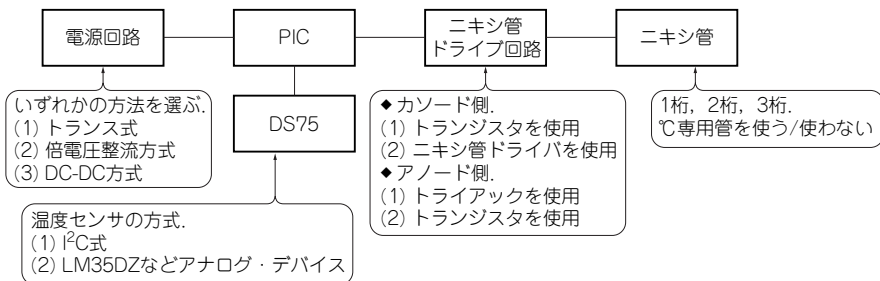 電源回路
PIC
ニキシ管
ドライブ回路
ニキシ管
DS75
いずれかの方法を選ぶ.
(1) トランス式
(2) 倍電圧整流方式
(3) DC-DC方式
温度センサの方式.
(1) I²C式
(2) LM35DZなどアナログ・デバイス
◆カソード側.
(1) トランジスタを使用
(2) ニキシ管ドライバを使用
◆アノード側.
(1) トライアックを使用
(2) トランジスタを使用
1桁，2桁，3桁.
℃専用管を使う/使わない